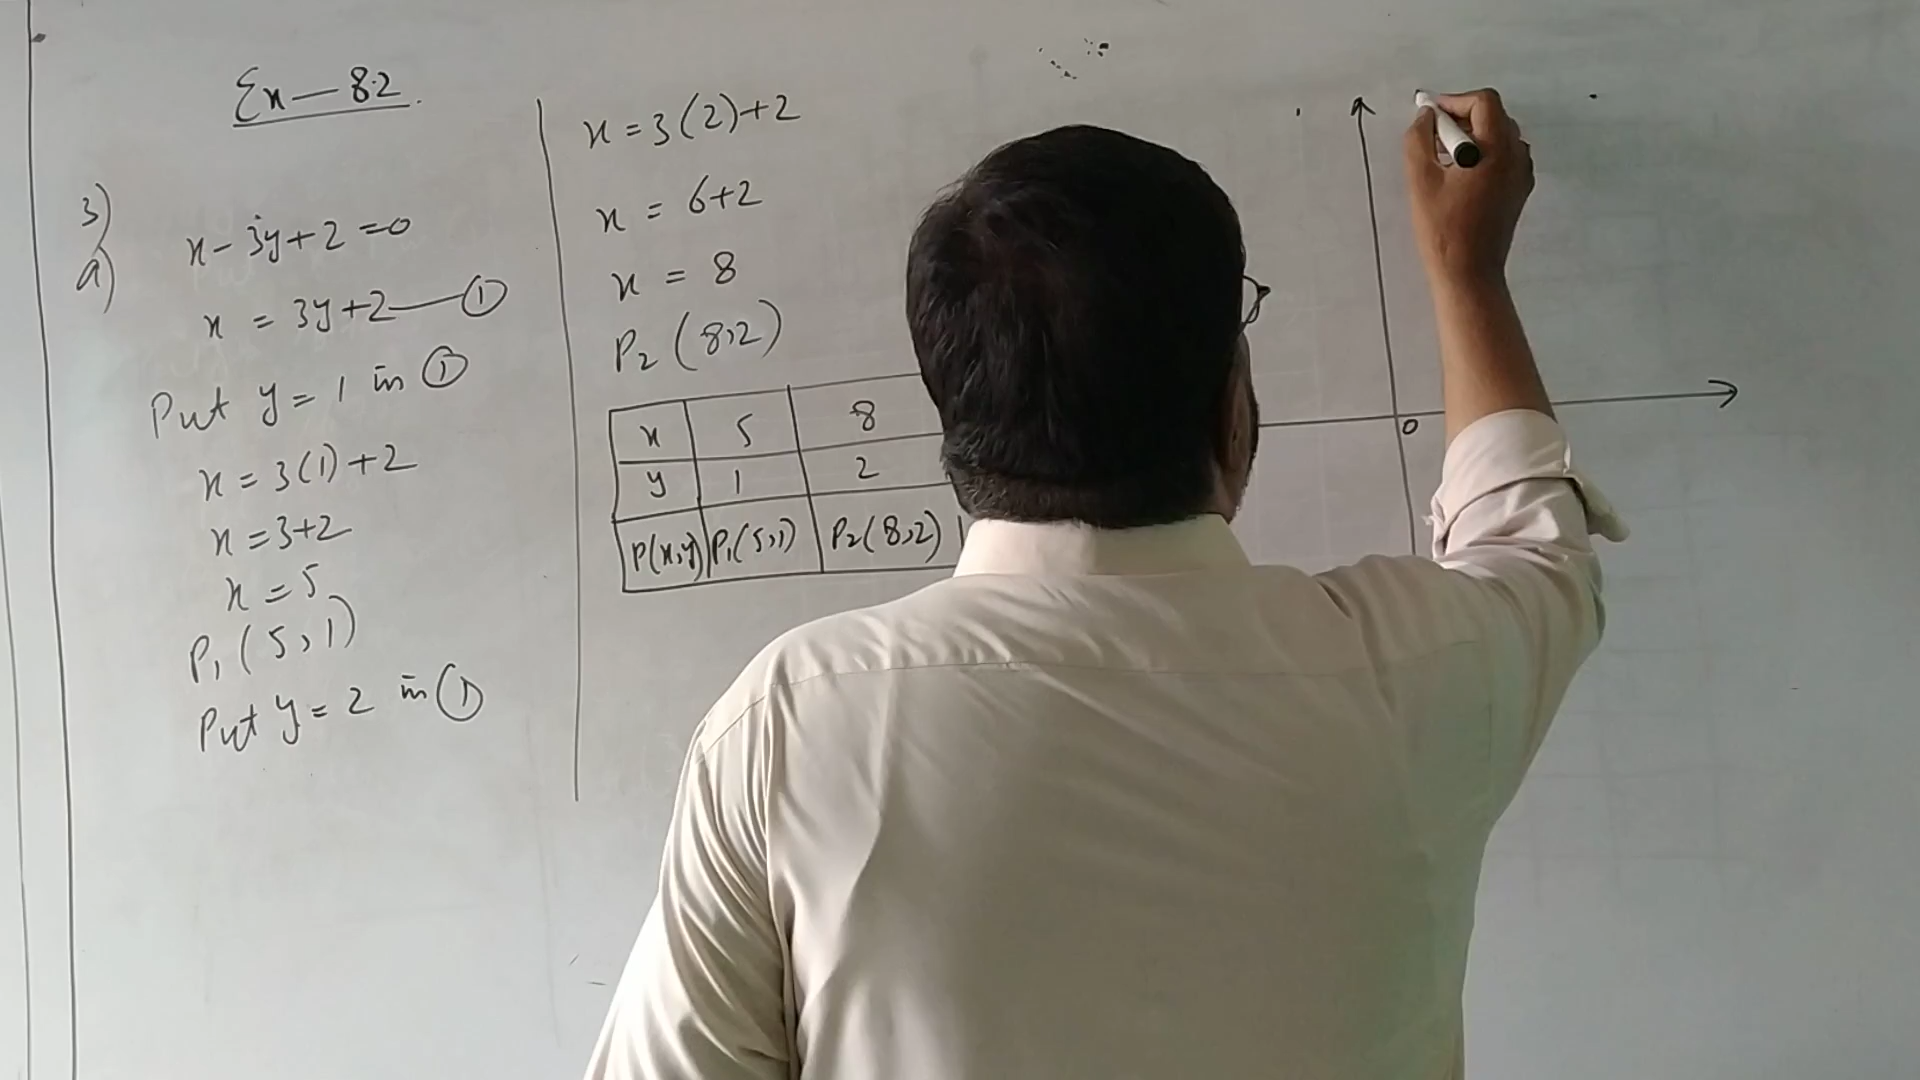 Ex — 8.2
3)
a)
x - 3y + 2 = 0
x = 3y + 2 — ①
Put y = 1 in ①
x = 3(1) + 2
x = 3+2
x = 5
P₁ (5, 1)
Put y = 2 in ①
x = 3(2)+2
x = 6+2
x = 8
P₂ (8,2)
x 5 8
y 1 2
P(x,y) P₁(5,1) P₂(8,2)
0